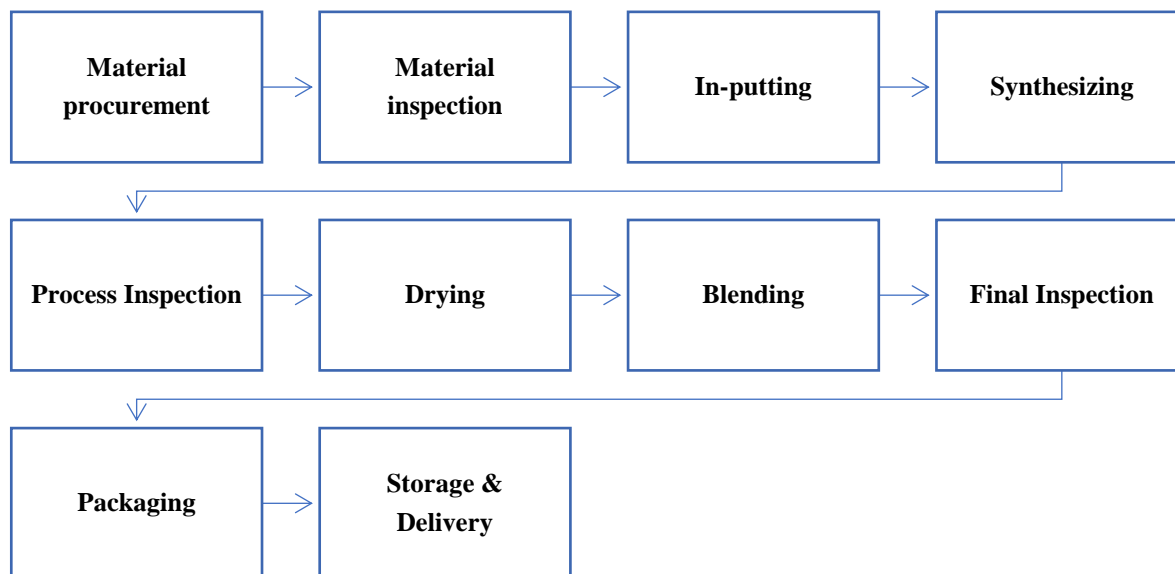 Material
procurement
Material
inspection
In-putting
Synthesizing
Process Inspection
Drying
Blending
Final Inspection
Packaging
Storage &
Delivery